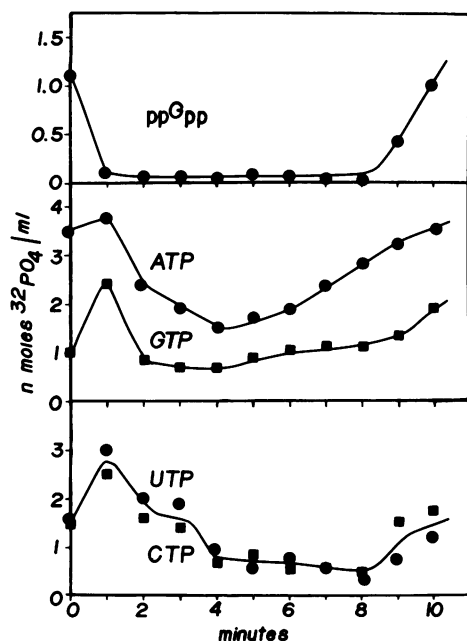 1.5
1.0
0.5
0
ppGpp
4
3
2
1
0
ATP
GTP
n moles ³²PO₄/ml
3
2
1
0
UTP
CTP
0 2 4 6 8 10
minutes